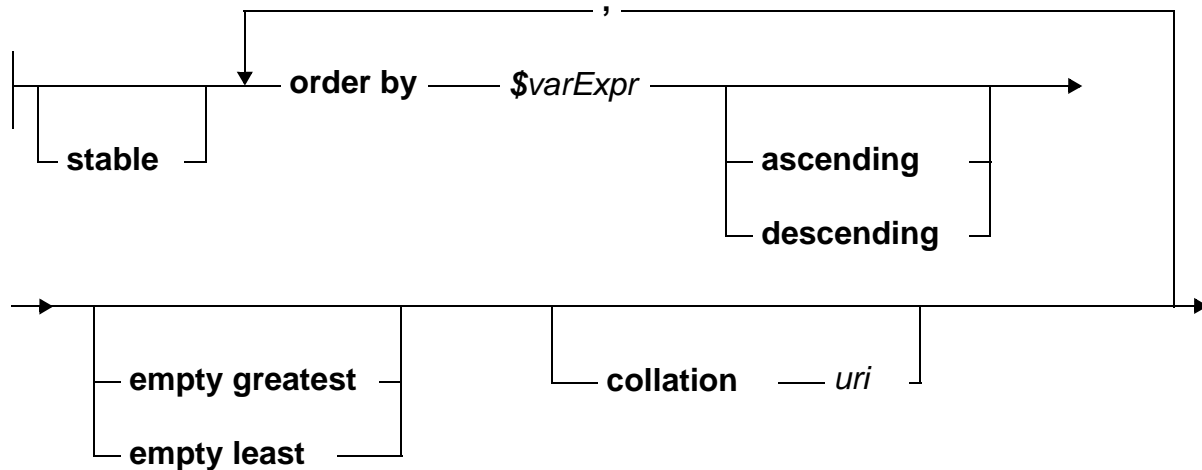 ,
order by $varExpr
stable ascending
descending
empty greatest collation uri
empty least